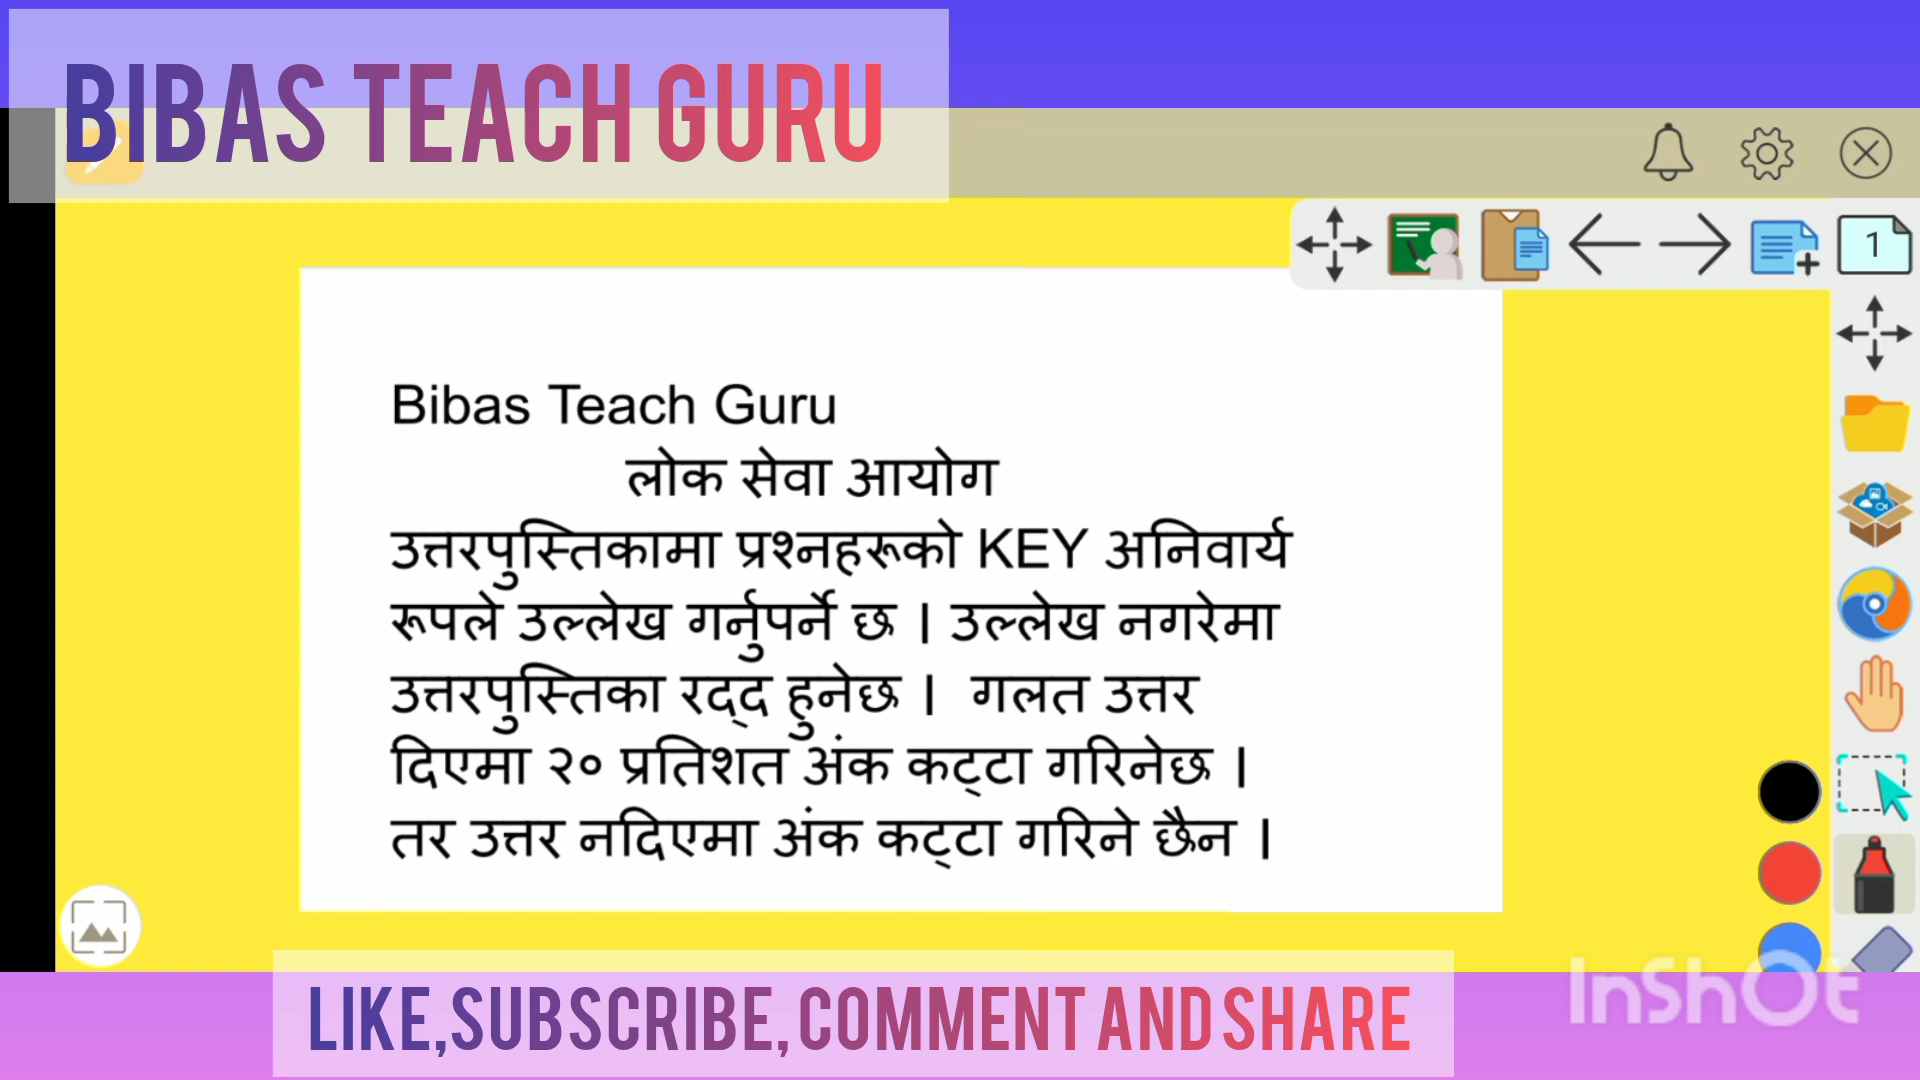 BIBAS TEACH GURU
1
Bibas Teach Guru
लोक सेवा आयोग
उत्तरपुस्तिकामा प्रश्नहरूको KEY अनिवार्य
रूपले उल्लेख गर्नुपर्ने छ । उल्लेख नगरेमा
उत्तरपुस्तिका रद्द हुनेछ । गलत उत्तर
दिएमा २० प्रतिशत अंक कट्टा गरिनेछ ।
तर उत्तर नदिएमा अंक कट्टा गरिने छैन ।
InShOt
LIKE,SUBSCRIBE, COMMENT AND SHARE